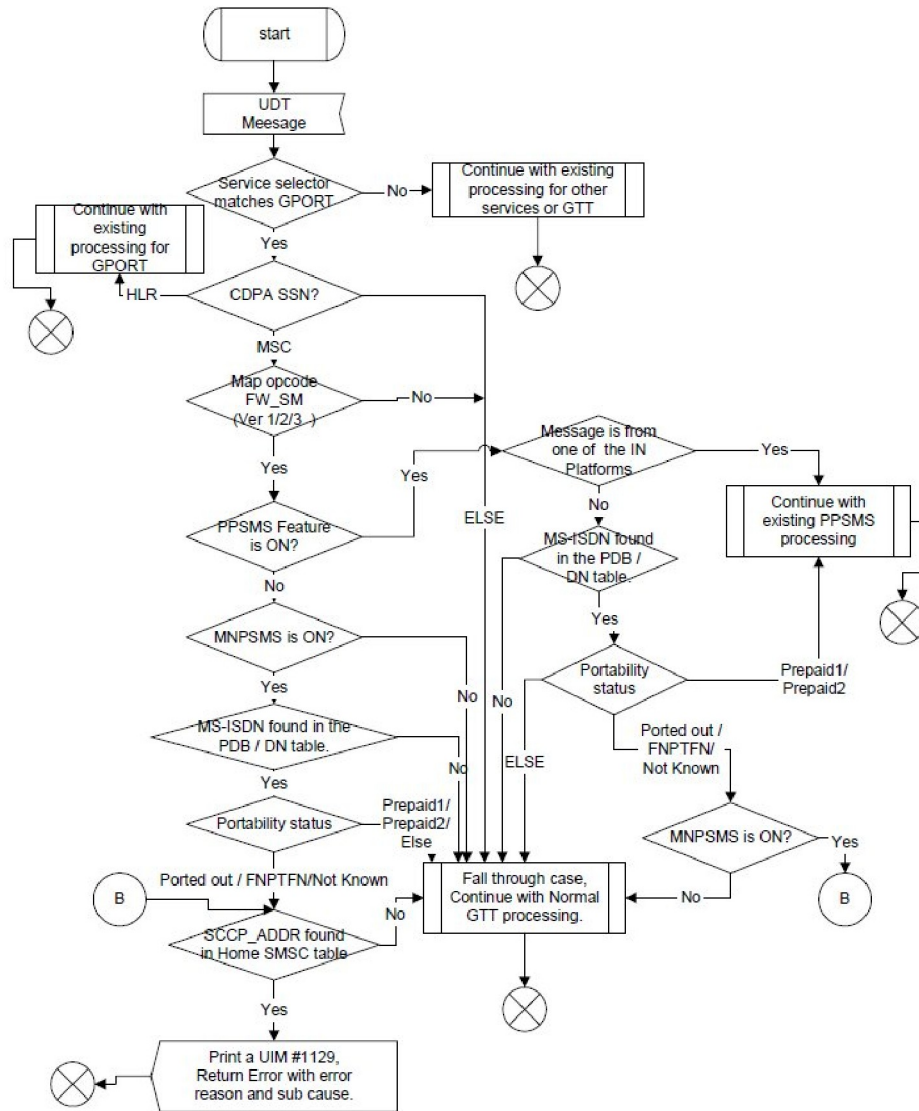 start
UDT
Meesage
Service selector
matches GPORT
No
Continue with existing
processing for other
services or GTT
Continue with
existing
processing for
GPORT
Yes
HLR
CDPA SSN?
MSC
Map opcode
FW_SM
(Ver 1/2/3 )
No
Message is from
one of the IN
Platforms
Yes
Yes
Yes
No
ELSE
Continue with
existing PPSMS
processing
PPSMS Feature
is ON?
MS-ISDN found
in the PDB /
DN table.
No
Yes
MNPSMS is ON?
Portability
status
Prepaid1/
Prepaid2
No
No
Yes
Ported out /
FNPTFN/
Not Known
MS-ISDN found in the
PDB / DN table.
No
ELSE
Yes
Prepaid1/
Prepaid2/
Else
Portability status
MNPSMS is ON?
Yes
Ported out / FNPTFN/Not Known
Fall through case,
Continue with Normal
GTT processing.
B
No
No
B
SCCP_ADDR found
in Home SMSC table
Yes
Print a UIM #1129,
Return Error with error
reason and sub cause.